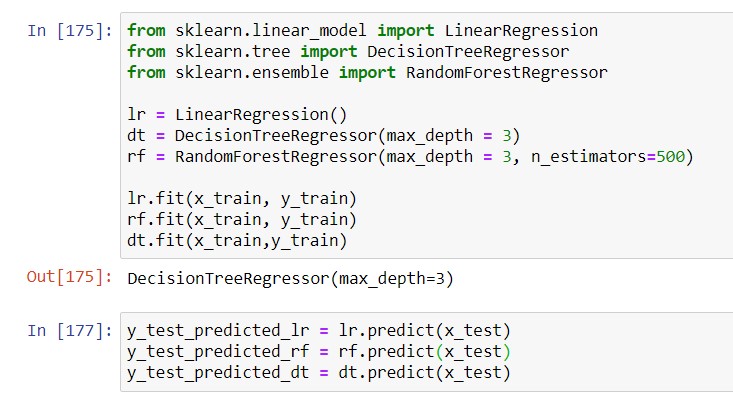 In [175]: from sklearn.linear_model import LinearRegression
from sklearn.tree import DecisionTreeRegressor
from sklearn.ensemble import RandomForestRegressor
lr = LinearRegression()
dt = DecisionTreeRegressor(max_depth = 3)
rf = RandomForestRegressor(max_depth = 3, n_estimators=500)
lr.fit(x_train, y_train)
rf.fit(x_train, y_train)
dt.fit(x_train,y_train)
Out[175]: DecisionTreeRegressor(max_depth=3)
In [177]: y_test_predicted_lr = lr.predict(x_test)
y_test_predicted_rf = rf.predict(x_test)
y_test_predicted_dt = dt.predict(x_test)